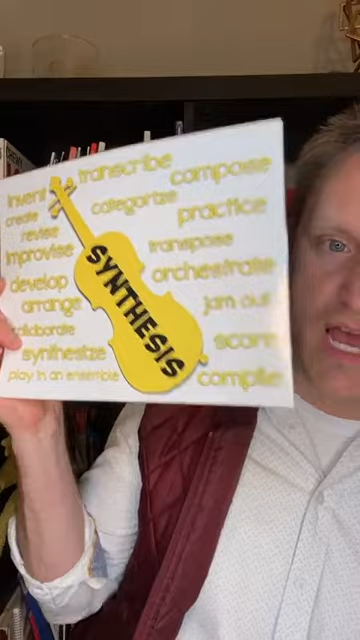 invent
transcribe
compose
create
categorize
practice
revise
improvise
transpose
develop
orchestrate
arrange
jam out
collaborate
score
synthesize
compile
play in an ensemble
SYNTHESIS